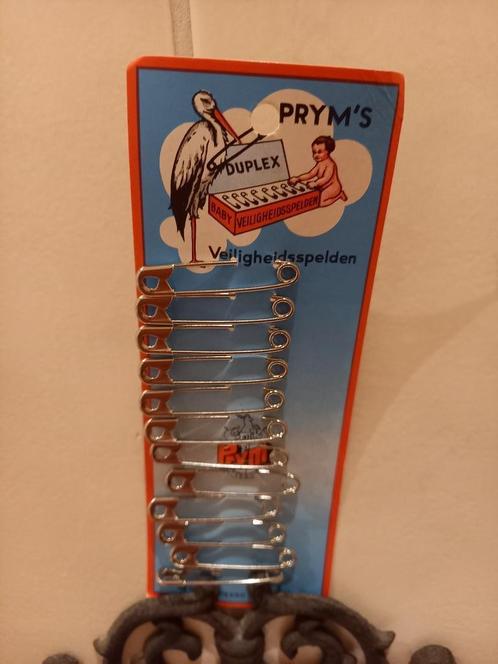 PRYM'S
DUPLEX
BABY VEILIGHEIDSSPELDEN
Veiligheidsspelden
Prym